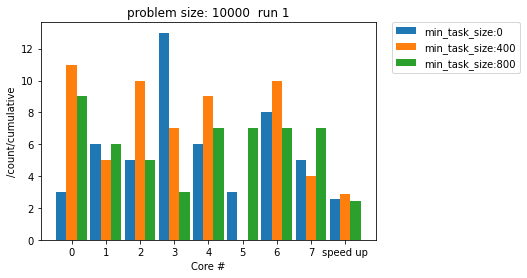 problem size: 10000  run 1
min_task_size:0
min_task_size:400
min_task_size:800
/count/cumulative
12
10
8
6
4
2
0
0 1 2 3 4 5 6 7 speed up
Core #